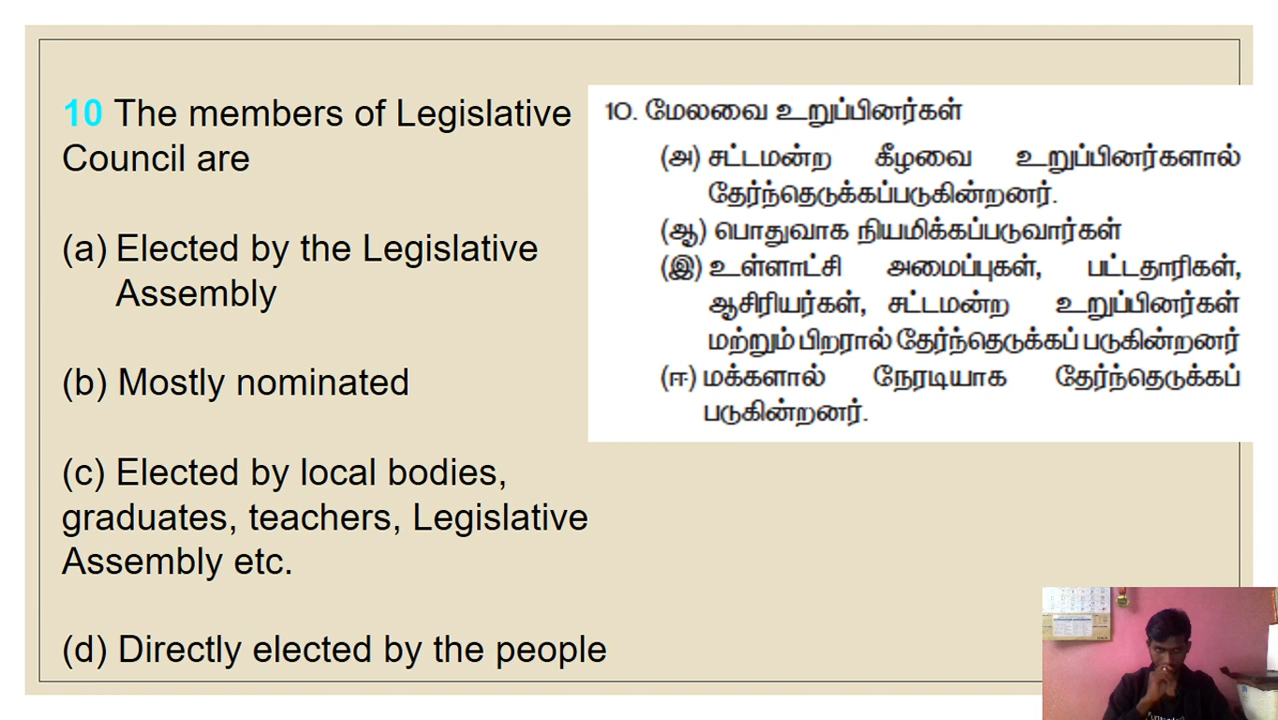 10 The members of Legislative
Council are
(a) Elected by the Legislative
Assembly
(b) Mostly nominated
(c) Elected by local bodies,
graduates, teachers, Legislative
Assembly etc.
(d) Directly elected by the people
10. மேலவை உறுப்பினர்கள்
(அ) சட்டமன்ற கீழவை உறுப்பினர்களால்
தேர்ந்தெடுக்கப்படுகின்றனர்.
(ஆ) பொதுவாக நியமிக்கப்படுவார்கள்
(இ) உள்ளாட்சி அமைப்புகள், பட்டதாரிகள்,
ஆசிரியர்கள், சட்டமன்ற உறுப்பினர்கள்
மற்றும் பிறரால் தேர்ந்தெடுக்கப் படுகின்றனர்
(ஈ) மக்களால் நேரடியாக தேர்ந்தெடுக்கப்
படுகின்றனர்.